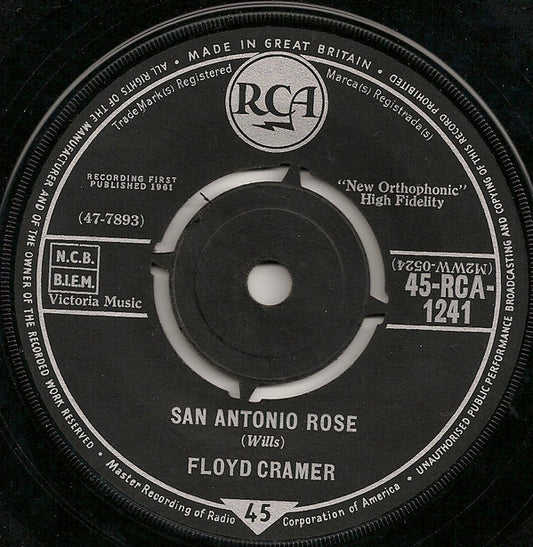 • MADE IN GREAT BRITAIN •
ALL RIGHTS OF THE MANUFACTURER AND OF THE OWNER OF THE RECORDED WORK RESERVED
UNAUTHORISED PUBLIC PERFORMANCE BROADCASTING AND COPYING OF THIS RECORD PROHIBITED
Trade Mark(s) Registered
Marca(s) Registrada(s)
RCA
RECORDING FIRST
PUBLISHED 1961
(47-7893)
"New Orthophonic"
High Fidelity
N.C.B.
B.I.E.M.
Victoria Music
(M2WW-0524)
45-RCA-
1241
SAN ANTONIO ROSE
(Wills)
FLOYD CRAMER
• Master Recording of Radio Corporation of America •
45